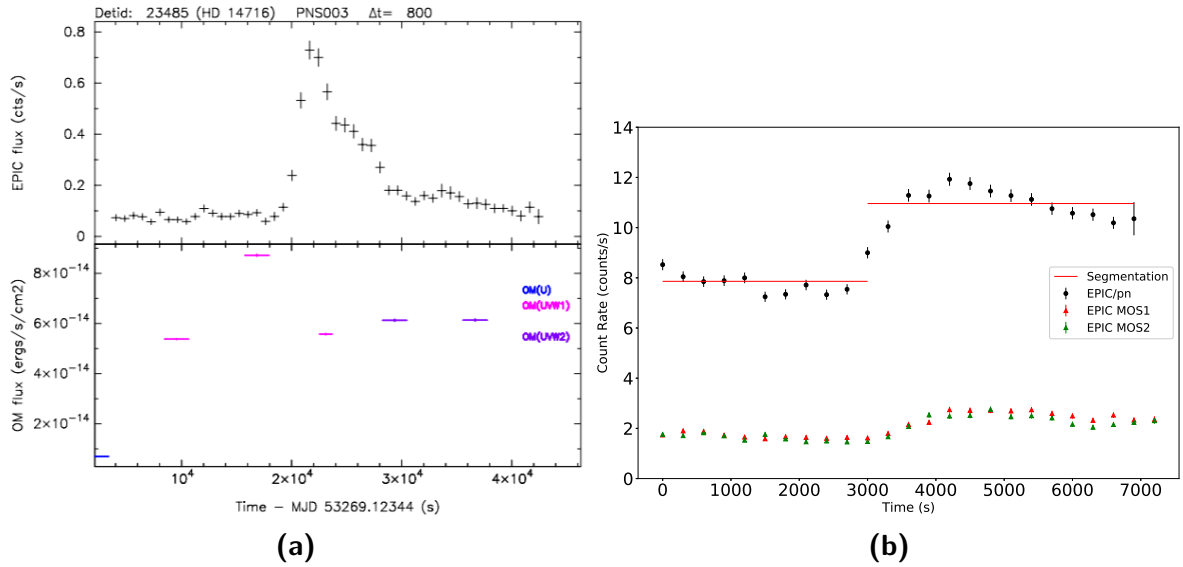 Detid: 23485 (HD 14716) PNS003 Δt= 800
EPIC flux (cts/s)
0.8
0.6
0.4
0.2
0
OM flux (ergs/s/cm2)
8×10⁻¹⁴
6×10⁻¹⁴
4×10⁻¹⁴
2×10⁻¹⁴
OM(U)
OM(UVW1)
OM(UVW2)
10⁴ 2×10⁴ 3×10⁴ 4×10⁴
Time − MJD 53269.12344 (s)
(a)
Count Rate (counts/s)
14
12
10
8
6
4
2
0
Segmentation
EPIC/pn
EPIC MOS1
EPIC MOS2
0 1000 2000 3000 4000 5000 6000 7000
Time (s)
(b)